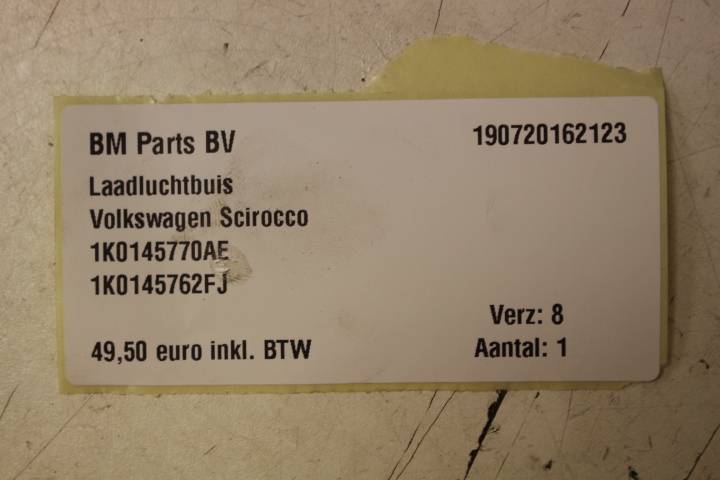 BM Parts BV 190720162123
Laadluchtbuis
Volkswagen Scirocco
1K0145770AE
1K0145762FJ
Verz: 8
49,50 euro inkl. BTW Aantal: 1